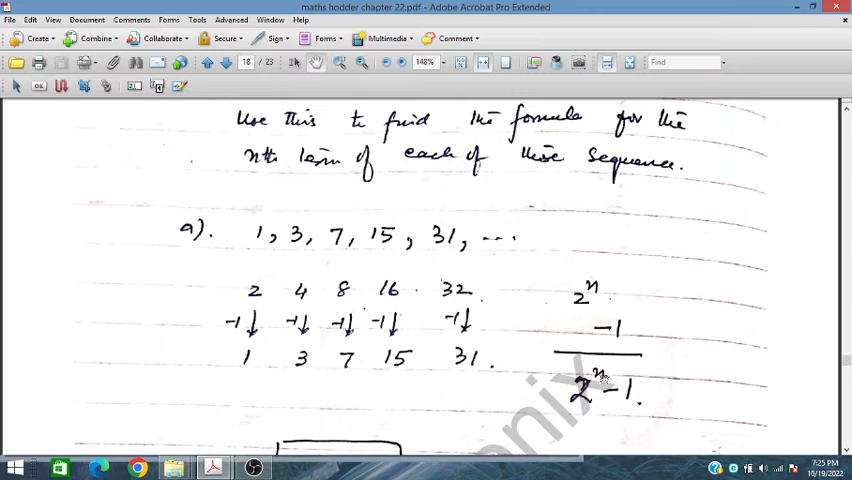 maths hodder chapter 22.pdf - Adobe Acrobat Pro Extended
File Edit View Document Comments Forms Tools Advanced Window Help
Create Combine Collaborate Secure Sign Forms Multimedia Comment
18 / 23 148% Find
Use this to find the formula for the
nth term of each of these sequence.
a). 1, 3, 7, 15, 31, ....
2 4 8 16 32 2ⁿ
-1↓ -1↓ -1↓ -1↓ -1↓ -1
1 3 7 15 31. 2ⁿ-1.
enix
7:25 PM
10/19/2022